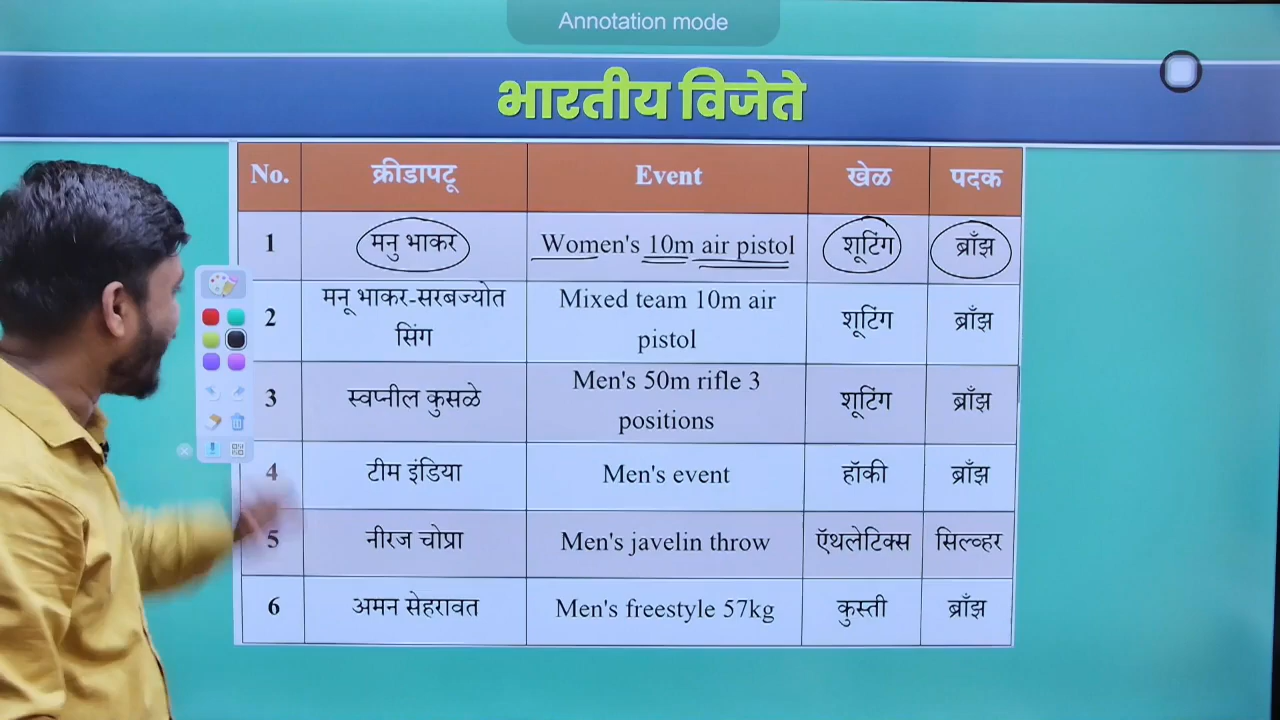 Annotation mode
भारतीय विजेते
No. क्रीडापटू Event खेळ पदक
1 मनु भाकर Women's 10m air pistol शूटिंग ब्राँझ
2 मनू भाकर-सरबज्योत सिंग Mixed team 10m air pistol शूटिंग ब्राँझ
3 स्वप्नील कुसळे Men's 50m rifle 3 positions शूटिंग ब्राँझ
4 टीम इंडिया Men's event हॉकी ब्राँझ
5 नीरज चोप्रा Men's javelin throw ऍथलेटिक्स सिल्व्हर
6 अमन सेहरावत Men's freestyle 57kg कुस्ती ब्राँझ